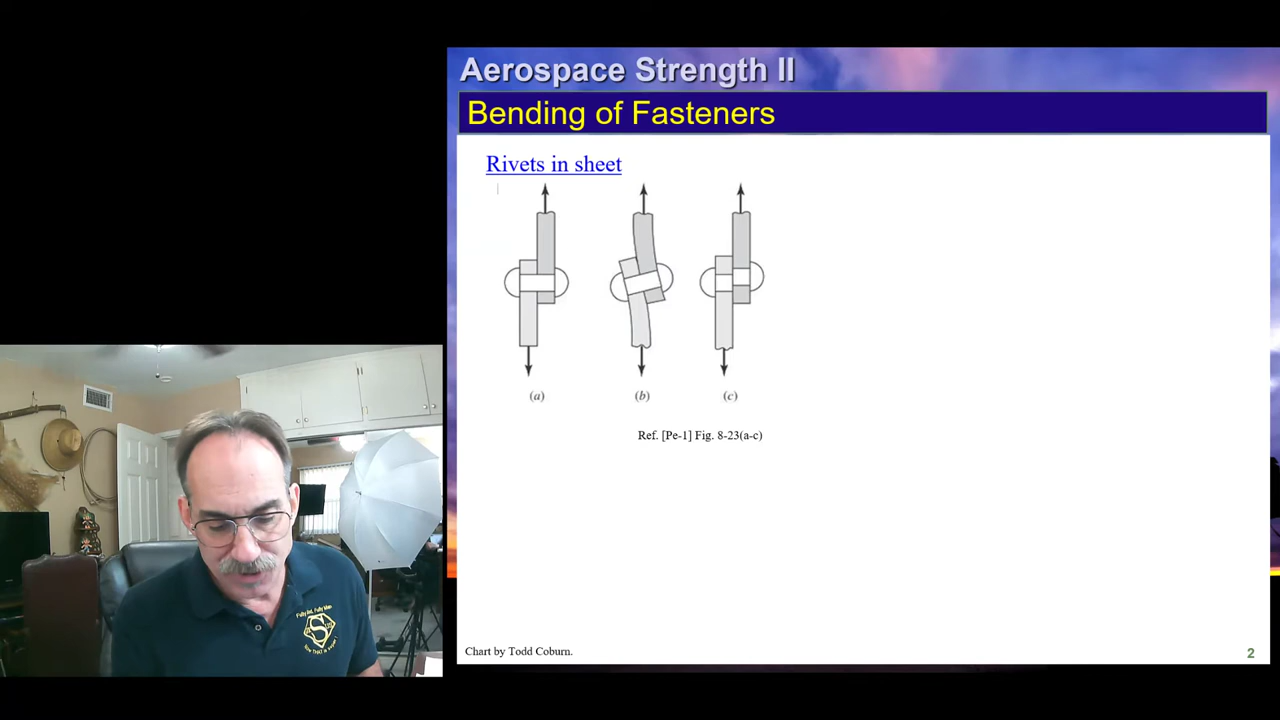 Aerospace Strength II
Bending of Fasteners
Rivets in sheet
(a)
(b)
(c)
Ref. [Pe-1] Fig. 8-23(a-c)
Chart by Todd Coburn.
2
S